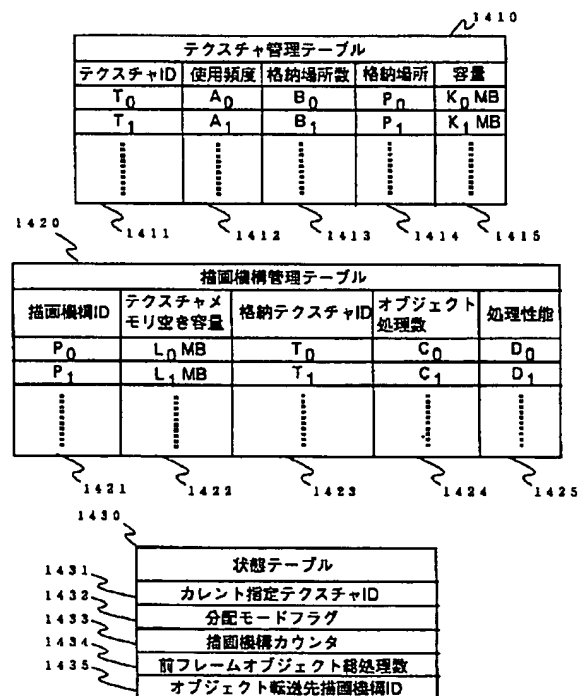 1410
テクスチャ管理テーブル
テクスチャID 使用頻度 格納場所数 格納場所 容量
T0 A0 B0 P0 K0 MB
T1 A1 B1 P1 K1 MB
1411 1412 1413 1414 1415
1420
描画機構管理テーブル
描画機構ID テクスチャメモリ空き容量 格納テクスチャID オブジェクト処理数 処理性能
P0 L0 MB T0 C0 D0
P1 L1 MB T1 C1 D1
1421 1422 1423 1424 1425
1430
状態テーブル
1431 カレント指定テクスチャID
1432 分配モードフラグ
1433 描画機構カウンタ
1434 前フレームオブジェクト総処理数
1435 オブジェクト転送先描画機構ID